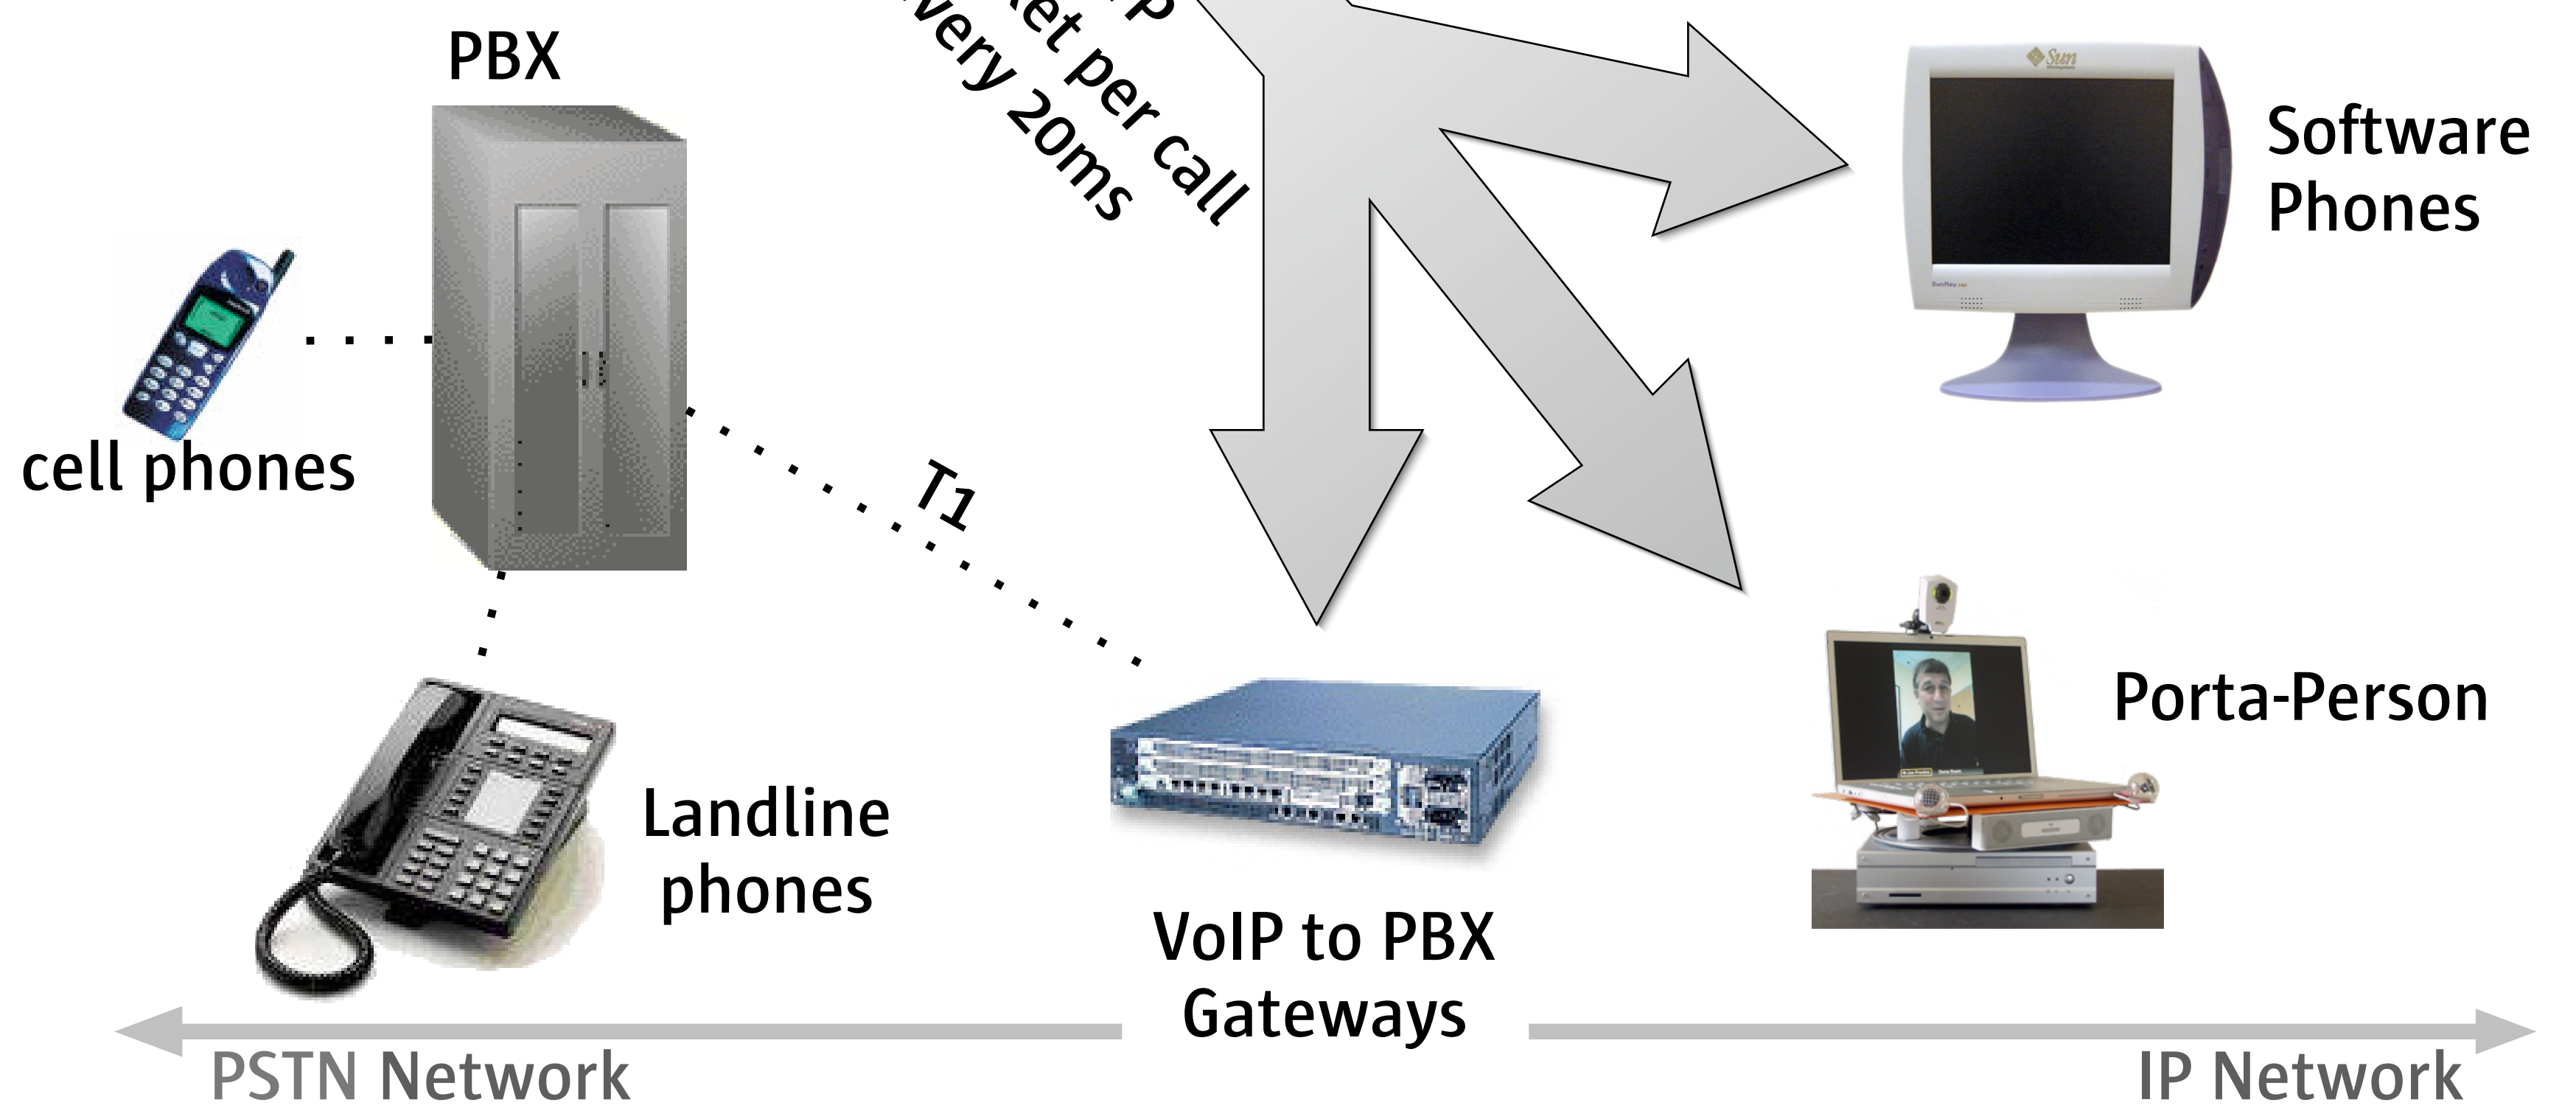 PBX
per call
20ms
Sun
Software
Phones
cell phones
T1
Porta-Person
Landline
phones
VoIP to PBX
Gateways
PSTN Network
IP Network